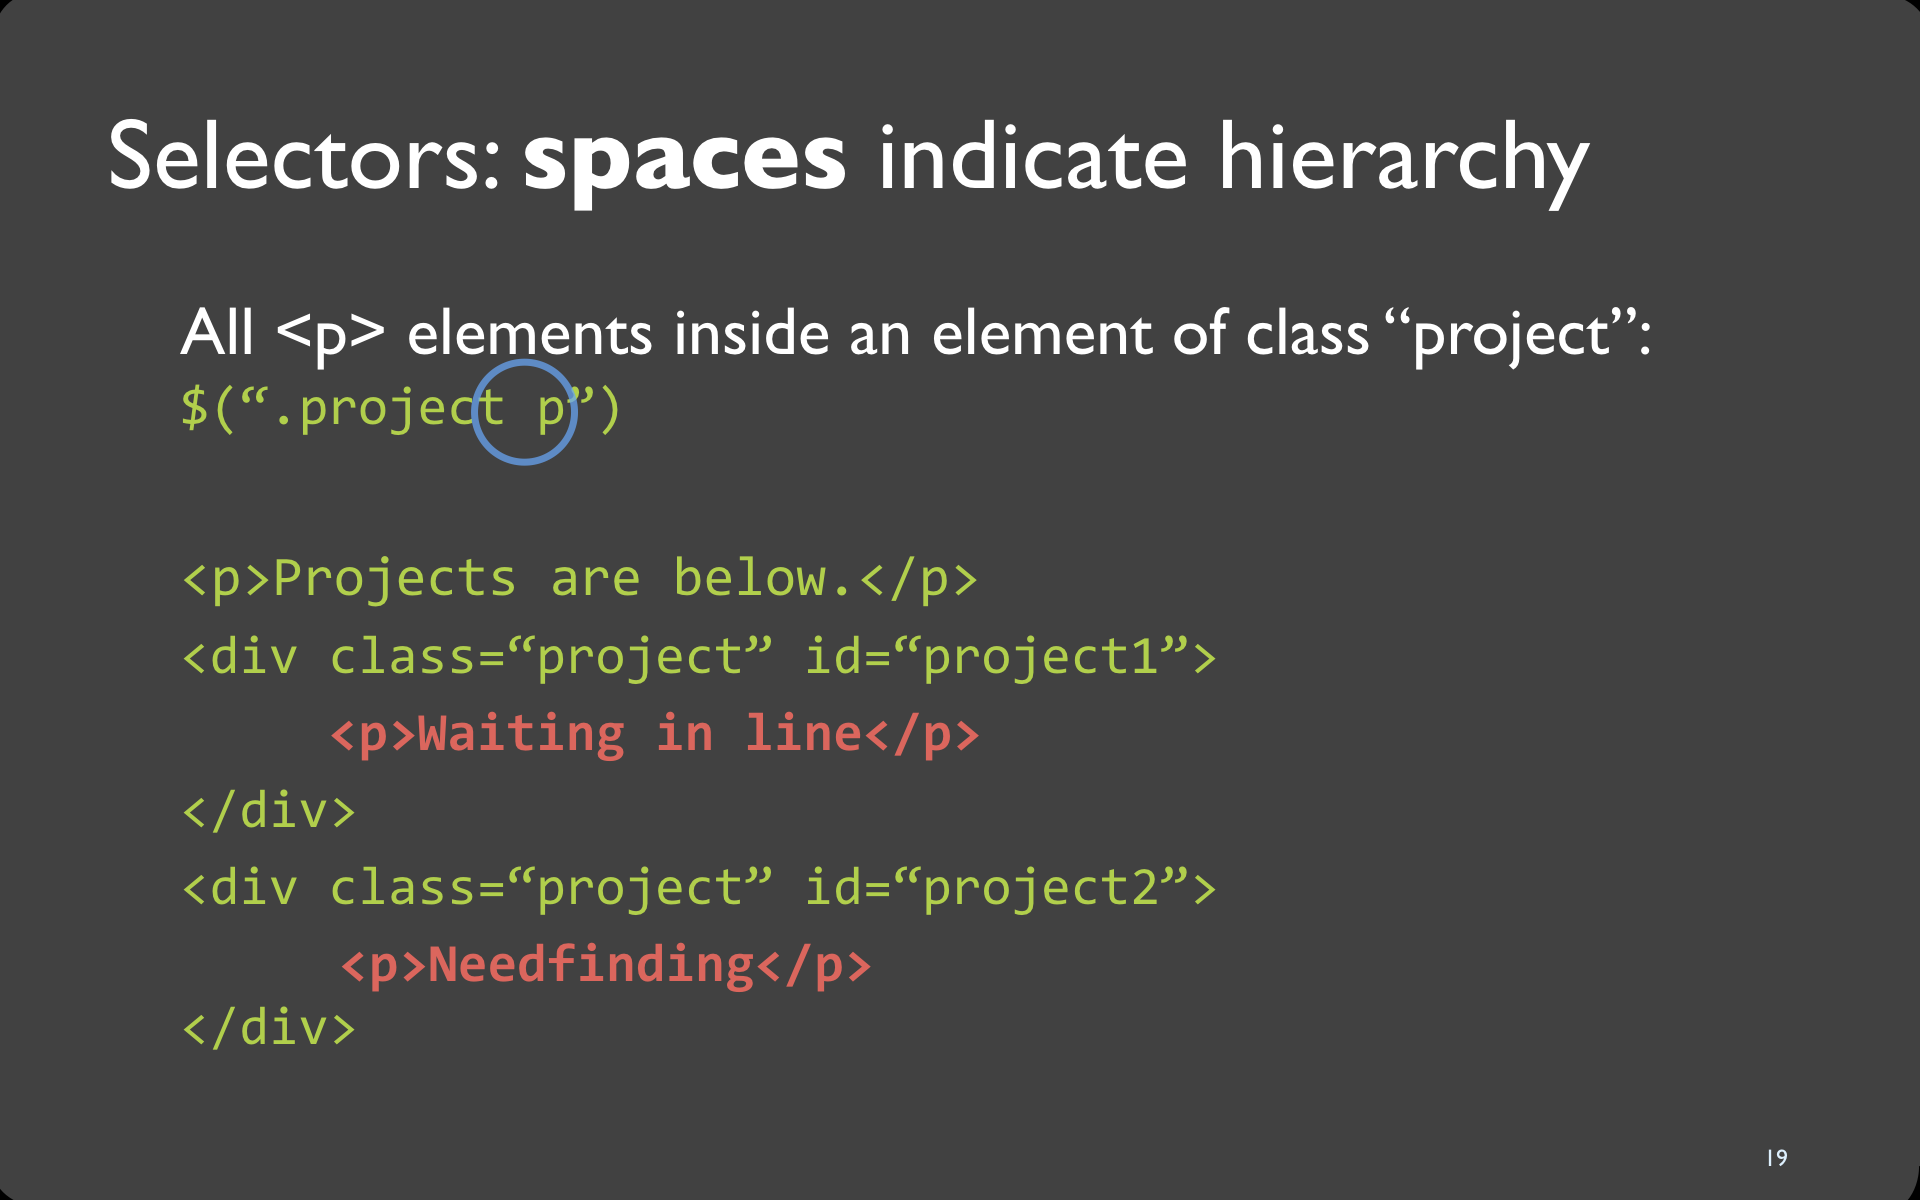 Selectors: spaces indicate hierarchy
All <p> elements inside an element of class “project”:
$(“.project p”)
<p>Projects are below.</p>
<div class=“project” id=“project1”>
<p>Waiting in line</p>
</div>
<div class=“project” id=“project2”>
<p>Needfinding</p>
</div>
19